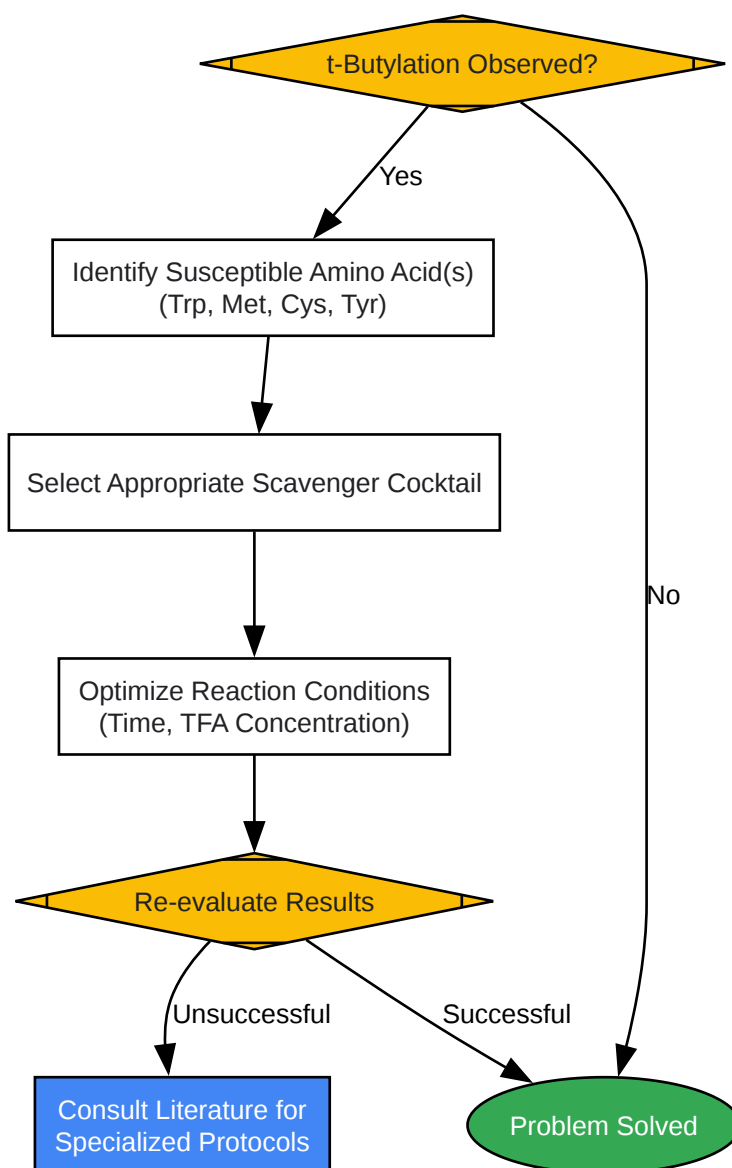 t-Butylation Observed?
Yes
Identify Susceptible Amino Acid(s)
(Trp, Met, Cys, Tyr)
Select Appropriate Scavenger Cocktail
No
Optimize Reaction Conditions
(Time, TFA Concentration)
Re-evaluate Results
Unsuccessful
Successful
Consult Literature for
Specialized Protocols
Problem Solved